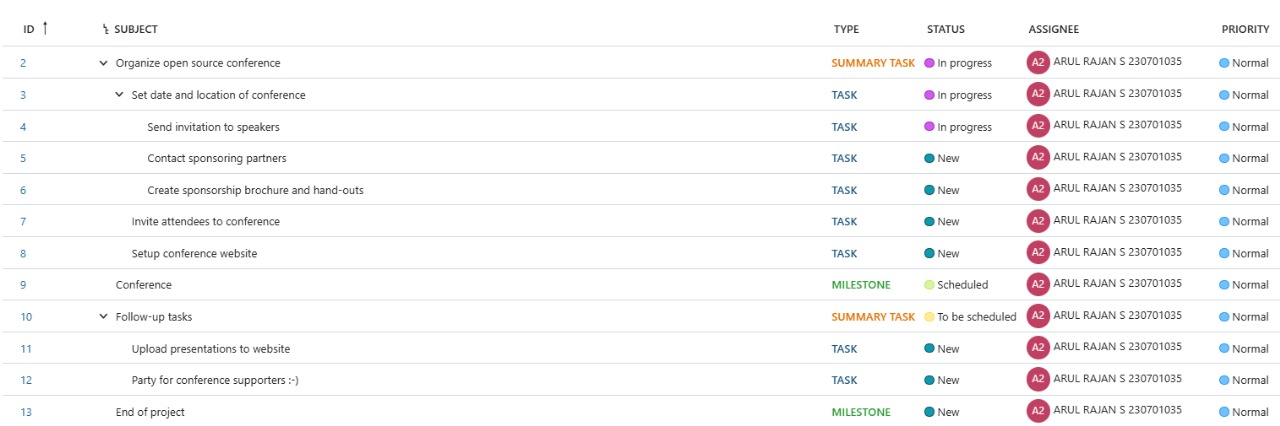 ID SUBJECT TYPE STATUS ASSIGNEE PRIORITY
2 Organize open source conference SUMMARY TASK In progress A2 ARUL RAJAN S 230701035 Normal
3 Set date and location of conference TASK In progress A2 ARUL RAJAN S 230701035 Normal
4 Send invitation to speakers TASK In progress A2 ARUL RAJAN S 230701035 Normal
5 Contact sponsoring partners TASK New A2 ARUL RAJAN S 230701035 Normal
6 Create sponsorship brochure and hand-outs TASK New A2 ARUL RAJAN S 230701035 Normal
7 Invite attendees to conference TASK New A2 ARUL RAJAN S 230701035 Normal
8 Setup conference website TASK New A2 ARUL RAJAN S 230701035 Normal
9 Conference MILESTONE Scheduled A2 ARUL RAJAN S 230701035 Normal
10 Follow-up tasks SUMMARY TASK To be scheduled A2 ARUL RAJAN S 230701035 Normal
11 Upload presentations to website TASK New A2 ARUL RAJAN S 230701035 Normal
12 Party for conference supporters :-) TASK New A2 ARUL RAJAN S 230701035 Normal
13 End of project MILESTONE New A2 ARUL RAJAN S 230701035 Normal